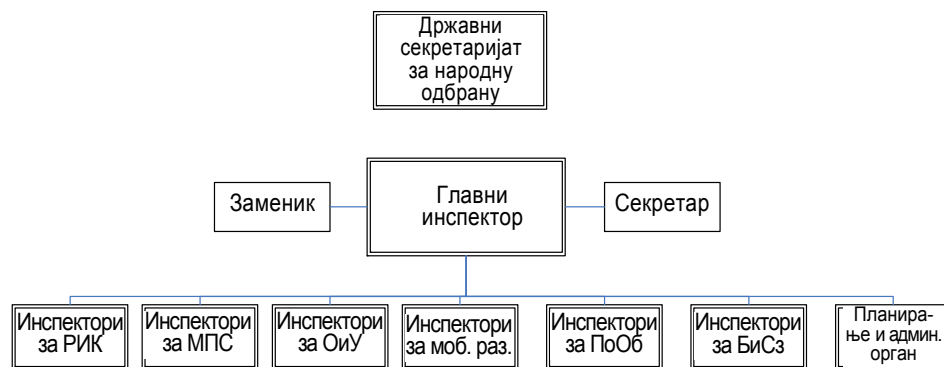 Државни
секретаријат
за народну
одбрану
Заменик
Главни
инспектор
Секретар
Инспектори
за РИК
Инспектори
за МПС
Инспектори
за ОиУ
Инспектори
за моб. раз.
Инспектори
за ПоОб
Инспектори
за БиСз
Планира-
ње и админ.
орган